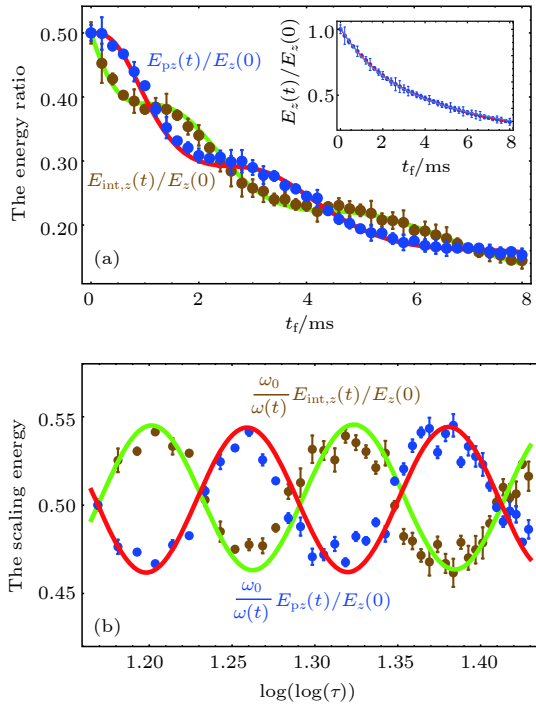 The energy ratio
0.50
0.40
0.30
0.20
E_pz(t)/E_z(0)
E_int,z(t)/E_z(0)
(a)
0 2 4 6 8
t_f/ms
E_z(t)/E_z(0)
1.0
0.5
0 2 4 6 8
t_f/ms
The scaling energy
0.55
0.50
0.45
ω_0/ω(t) E_int,z(t)/E_z(0)
ω_0/ω(t) E_pz(t)/E_z(0)
(b)
1.20 1.25 1.30 1.35 1.40
log(log(τ))